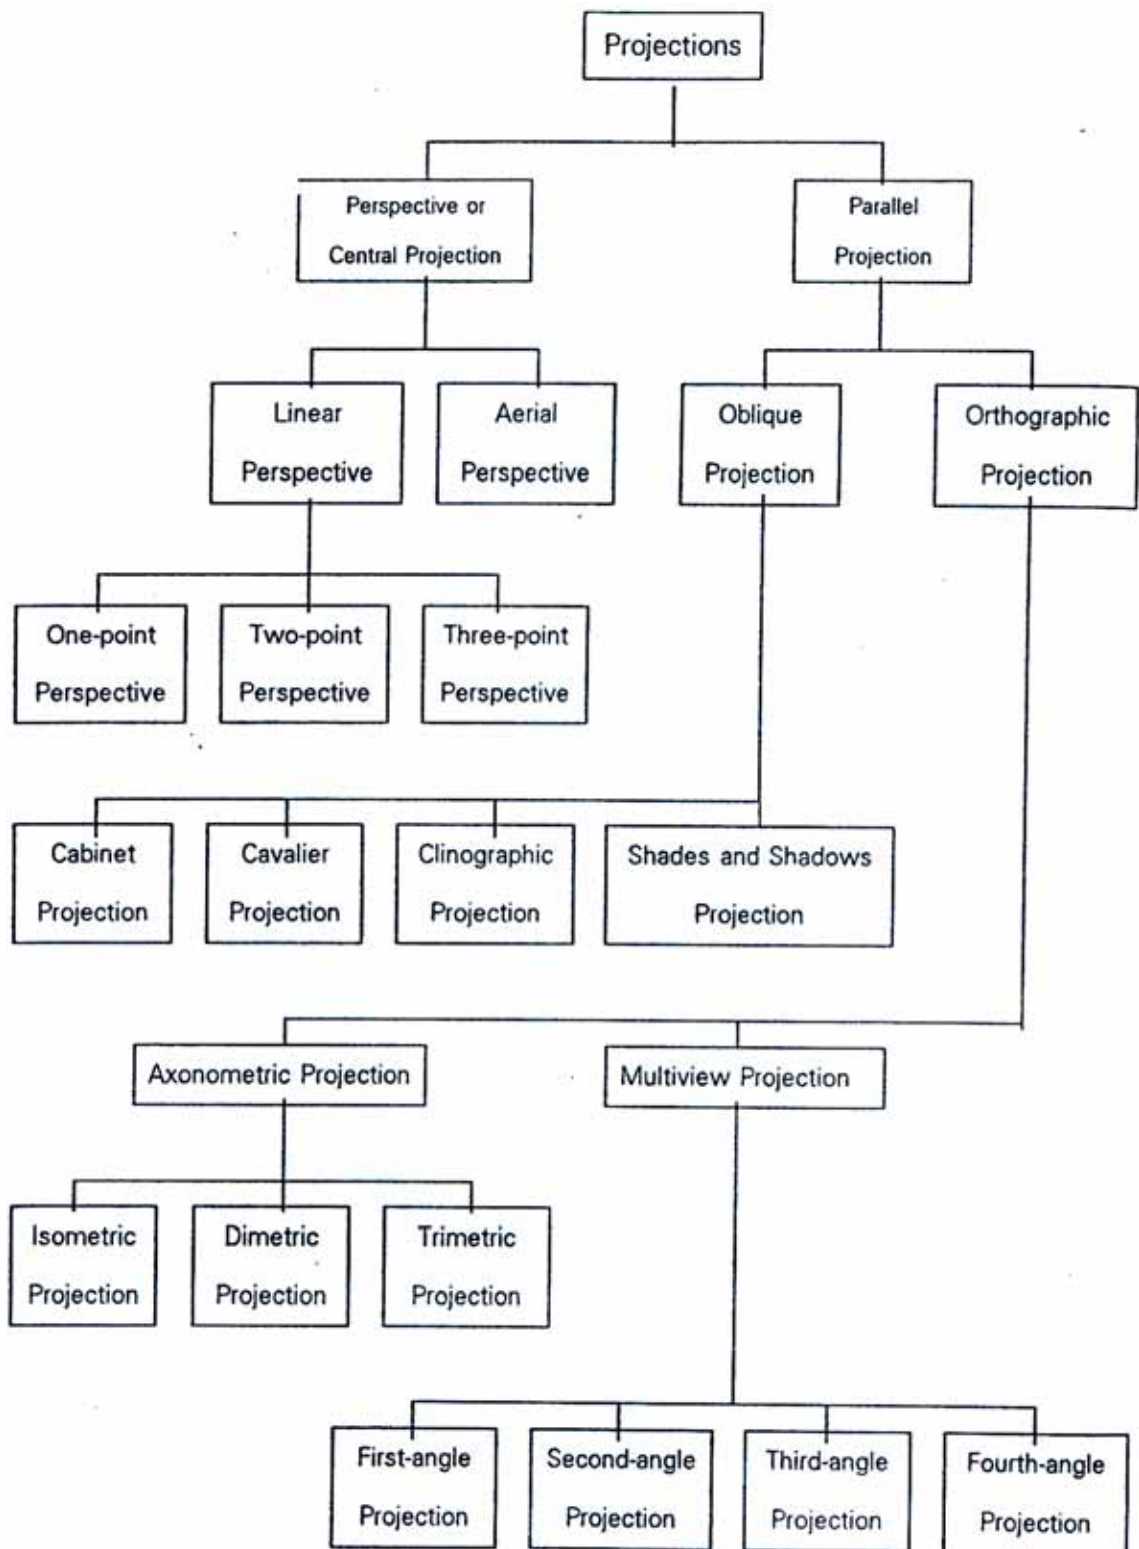 Projections
Perspective or
Central Projection
Parallel
Projection
Linear
Perspective
Aerial
Perspective
Oblique
Projection
Orthographic
Projection
One-point
Perspective
Two-point
Perspective
Three-point
Perspective
Cabinet
Projection
Cavalier
Projection
Clinographic
Projection
Shades and Shadows
Projection
Axonometric Projection
Multiview Projection
Isometric
Projection
Dimetric
Projection
Trimetric
Projection
First-angle
Projection
Second-angle
Projection
Third-angle
Projection
Fourth-angle
Projection